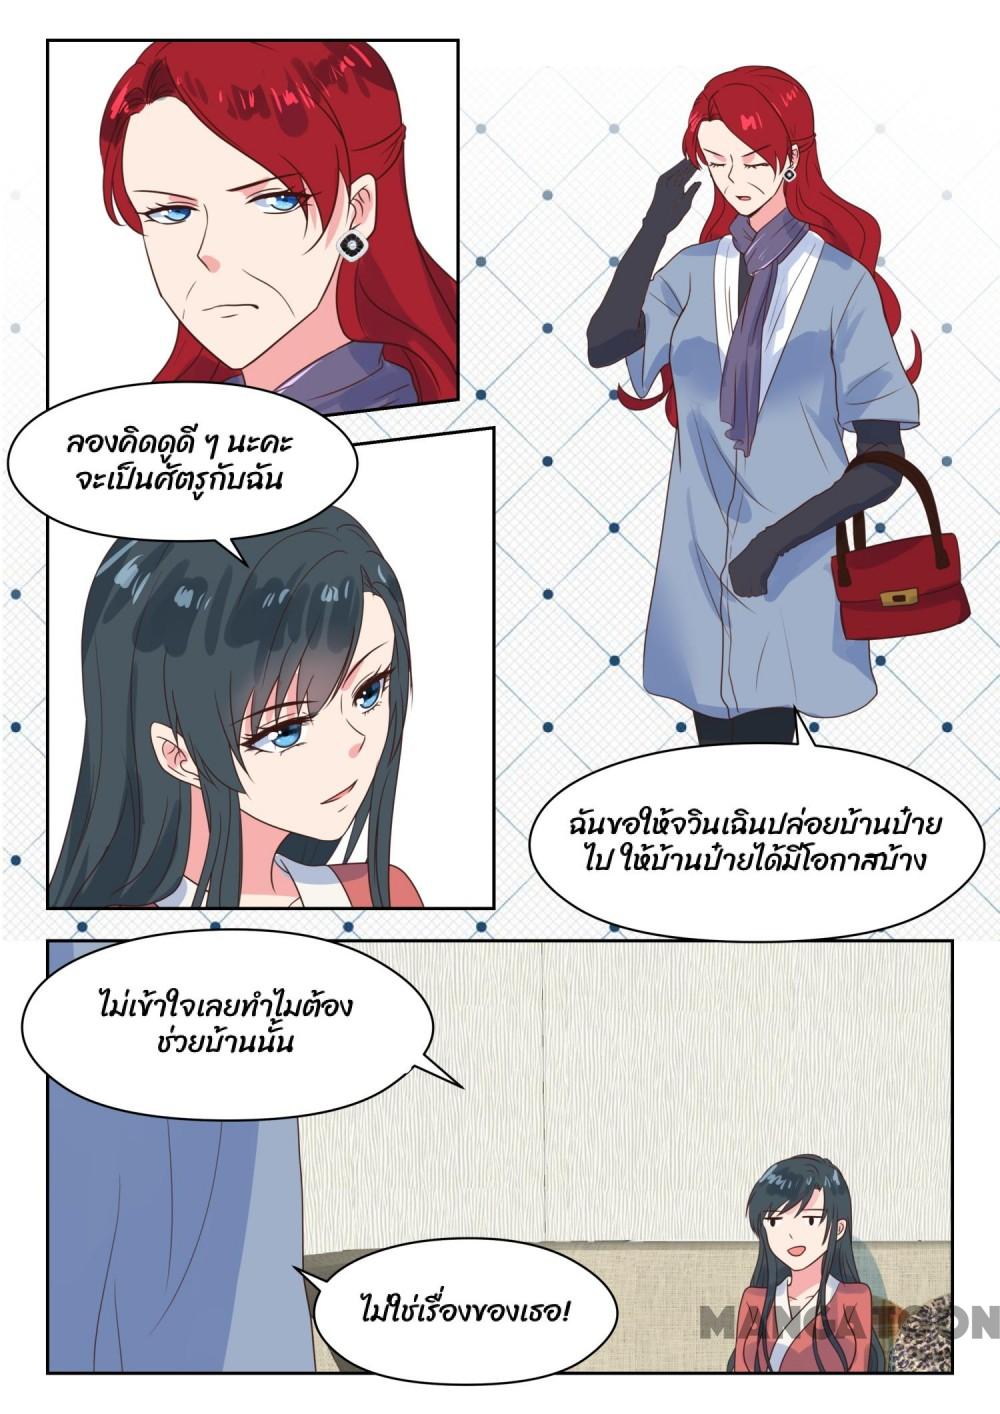 ลองคิดดูดี ๆ นะคะ
จะเป็นศัตรูกับฉัน
ฉันขอให้จวินเฉินปล่อยบ้านป๋าย
ไป ให้บ้านป๋ายได้มีโอกาสบ้าง
ไม่เข้าใจเลยทำไมต้อง
ช่วยบ้านนั้น
ไม่ใช่เรื่องของเธอ!
MANGATOON